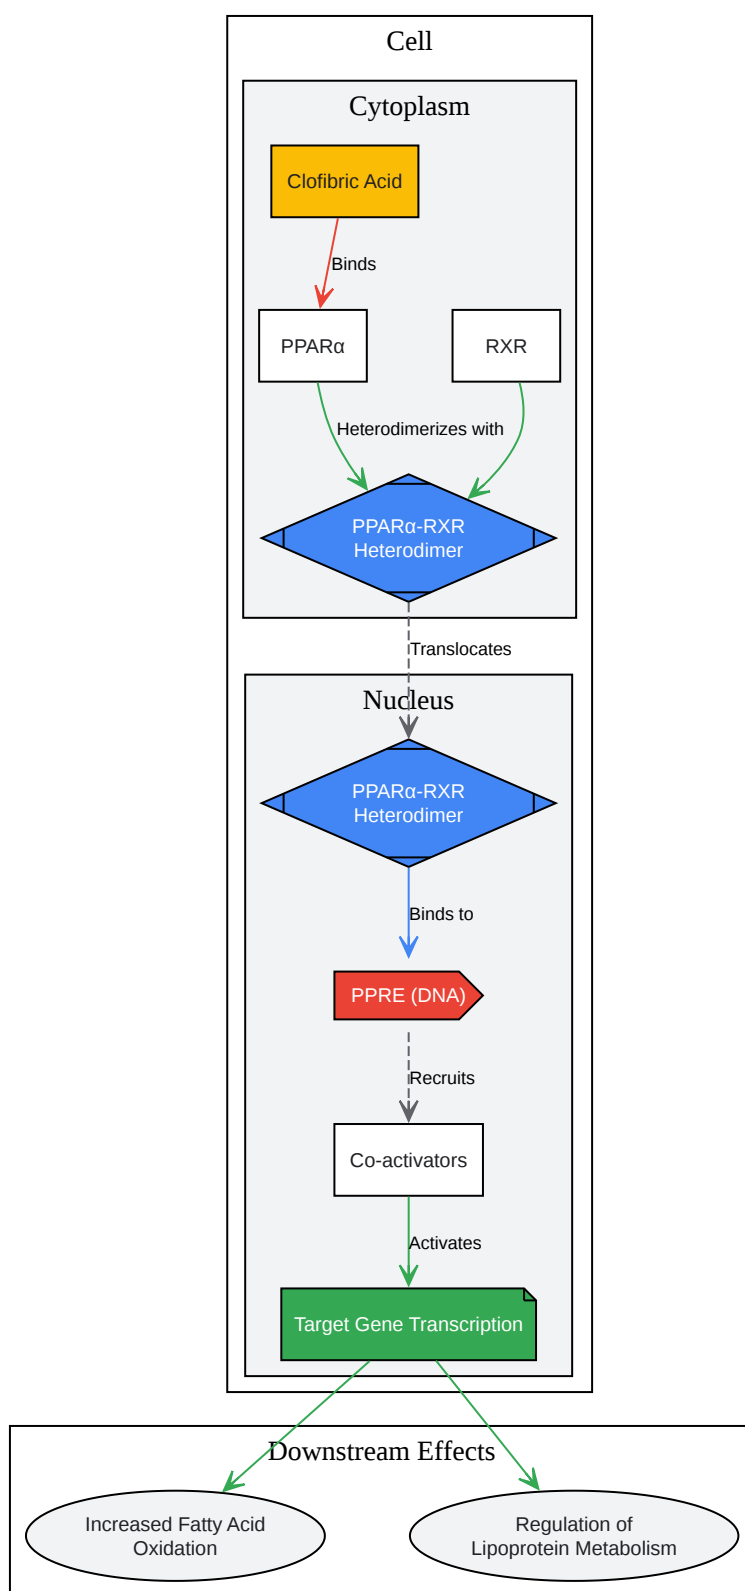 Cell
Cytoplasm
Clofibric Acid
Binds
PPARα
RXR
Heterodimerizes with
PPARα-RXR
Heterodimer
Translocates
Nucleus
PPARα-RXR
Heterodimer
Binds to
PPRE (DNA)
Recruits
Co-activators
Activates
Target Gene Transcription
Downstream Effects
Increased Fatty Acid
Oxidation
Regulation of
Lipoprotein Metabolism